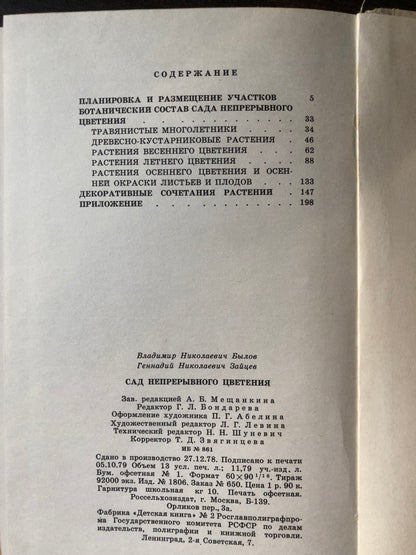 СОДЕРЖАНИЕ
ПЛАНИРОВКА И РАЗМЕЩЕНИЕ УЧАСТКОВ 5
БОТАНИЧЕСКИЙ СОСТАВ САДА НЕПРЕРЫВНОГО
ЦВЕТЕНИЯ . . . . . . . . . . . . 33
ТРАВЯНИСТЫЕ МНОГОЛЕТНИКИ . . . . 34
ДРЕВЕСНО-КУСТАРНИКОВЫЕ РАСТЕНИЯ . 46
РАСТЕНИЯ ВЕСЕННЕГО ЦВЕТЕНИЯ . . . 62
РАСТЕНИЯ ЛЕТНЕГО ЦВЕТЕНИЯ . . . . 88
РАСТЕНИЯ ОСЕННЕГО ЦВЕТЕНИЯ И ОСЕН-
НЕЙ ОКРАСКИ ЛИСТЬЕВ И ПЛОДОВ . . . 133
ДЕКОРАТИВНЫЕ СОЧЕТАНИЯ РАСТЕНИЙ . 147
ПРИЛОЖЕНИЕ . . . . . . . . . . . 198
Владимир Николаевич Былов
Геннадий Николаевич Зайцев
САД НЕПРЕРЫВНОГО ЦВЕТЕНИЯ
Зав. редакцией А. Б. Мещанкина
Редактор Г. Л. Бондарева
Оформление художника П. Г. Абелина
Художественный редактор Л. Г. Левина
Технический редактор Н. Н. Шуневич
Корректор Т. Д. Звягинцева
ИБ № 861
Сдано в производство 27.12.78. Подписано к печати
05.10.79. Объем 13 усл. печ. л.; 11,79 уч.-изд. л.
Бум. офсетная № 1. Формат 60×90 1/16. Тираж
92000 экз. Изд. № 1806. Заказ № 650. Цена 1 р. 90 к.
Гарнитура школьная кг 10. Печать офсетная.
Россельхозиздат, г. Москва, Б-139.
Орликов пер., 3а.
Фабрика «Детская книга» № 2 Росглавполиграфпро-
ма Государственного комитета РСФСР по делам
издательств, полиграфии и книжной торговли.
Ленинград, 2-я Советская, 7.